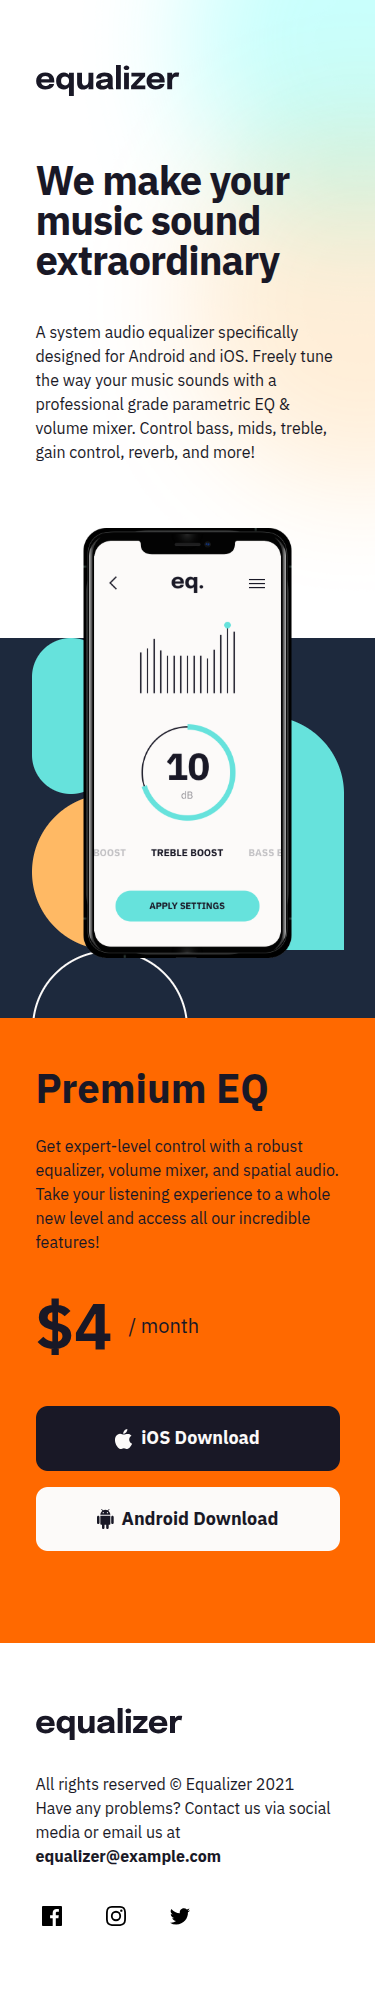 equalizer
We make your
music sound
extraordinary
A system audio equalizer specifically
designed for Android and iOS. Freely tune
the way your music sounds with a
professional grade parametric EQ &
volume mixer. Control bass, mids, treble,
gain control, reverb, and more!
eq.
10
dB
BOOST TREBLE BOOST BASS B
APPLY SETTINGS
Premium EQ
Get expert-level control with a robust
equalizer, volume mixer, and spatial audio.
Take your listening experience to a whole
new level and access all our incredible
features!
$4 / month
iOS Download
Android Download
equalizer
All rights reserved © Equalizer 2021
Have any problems? Contact us via social
media or email us at
equalizer@example.com